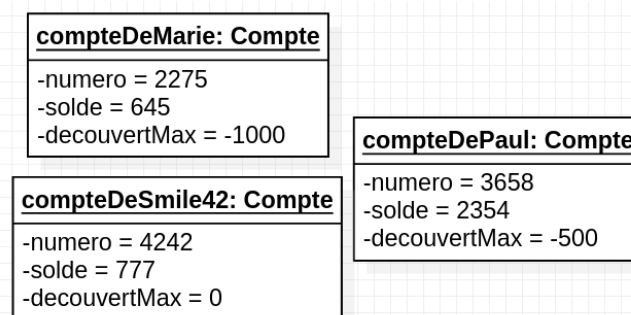 compteDeMarie: Compte
-numero = 2275
-solde = 645
-decouvertMax = -1000
compteDePaul: Compte
-numero = 3658
-solde = 2354
-decouvertMax = -500
compteDeSmile42: Compte
-numero = 4242
-solde = 777
-decouvertMax = 0